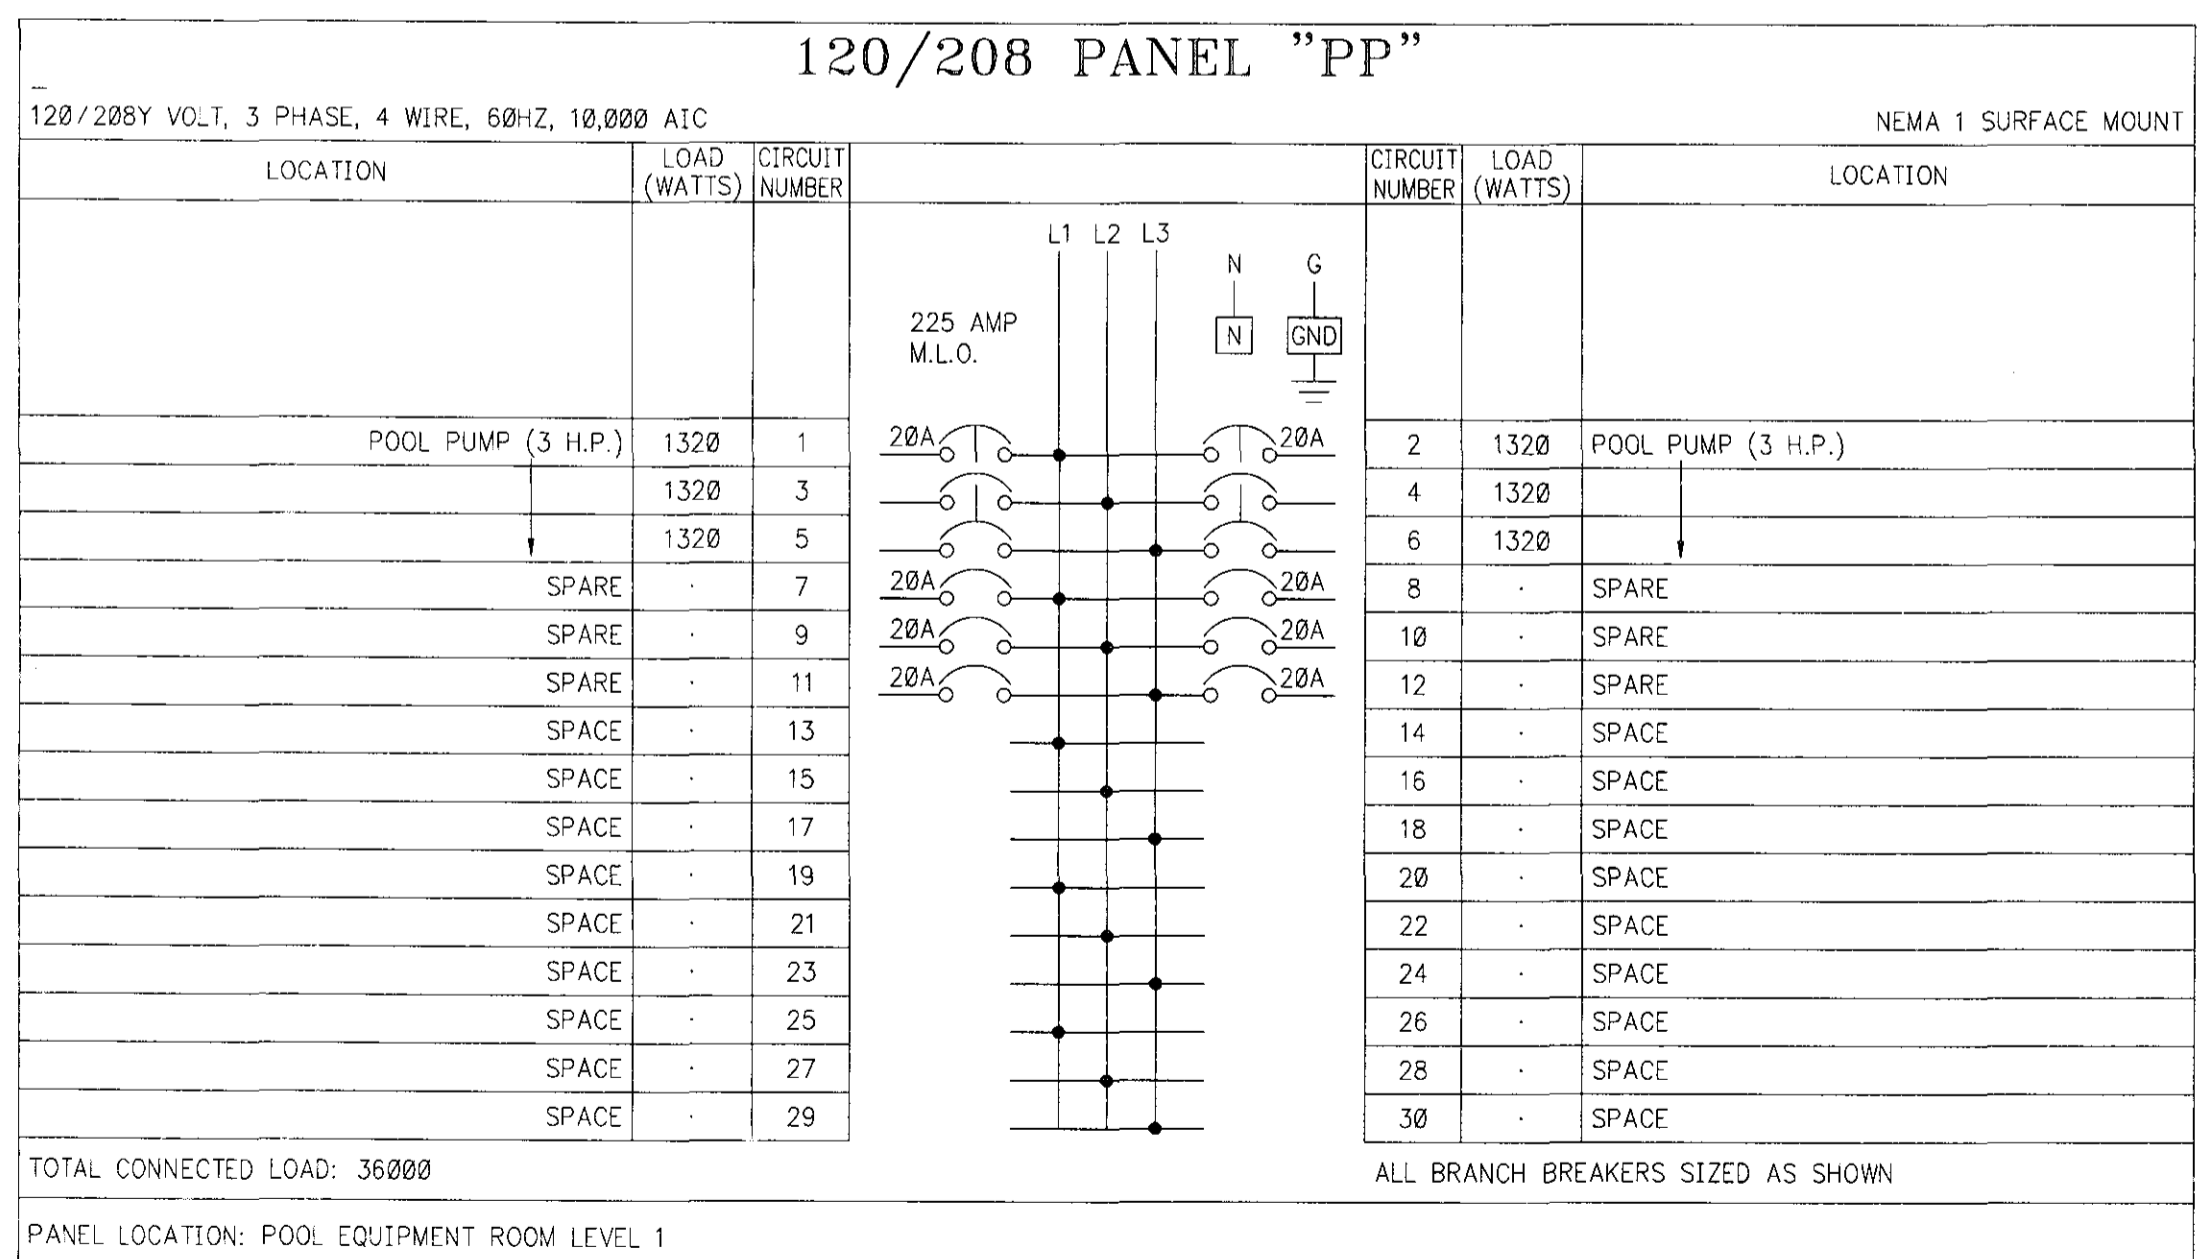 120/208 PANEL "PP"
120/208Y VOLT, 3 PHASE, 4 WIRE, 60HZ, 10,000 AIC
NEMA 1 SURFACE MOUNT
LOCATION LOAD (WATTS) CIRCUIT NUMBER CIRCUIT NUMBER LOAD (WATTS) LOCATION
L1 L2 L3
N G
225 AMP
M.L.O.
N GND
POOL PUMP (3 H.P.) 1320 1 20A 20A 2 1320 POOL PUMP (3 H.P.)
1320 3 4 1320
1320 5 6 1320
SPARE · 7 20A 20A 8 · SPARE
SPARE · 9 20A 20A 10 · SPARE
SPARE · 11 20A 20A 12 · SPARE
SPACE · 13 14 · SPACE
SPACE · 15 16 · SPACE
SPACE · 17 18 · SPACE
SPACE · 19 20 · SPACE
SPACE · 21 22 · SPACE
SPACE · 23 24 · SPACE
SPACE · 25 26 · SPACE
SPACE · 27 28 · SPACE
SPACE · 29 30 · SPACE
TOTAL CONNECTED LOAD: 36000
ALL BRANCH BREAKERS SIZED AS SHOWN
PANEL LOCATION: POOL EQUIPMENT ROOM LEVEL 1